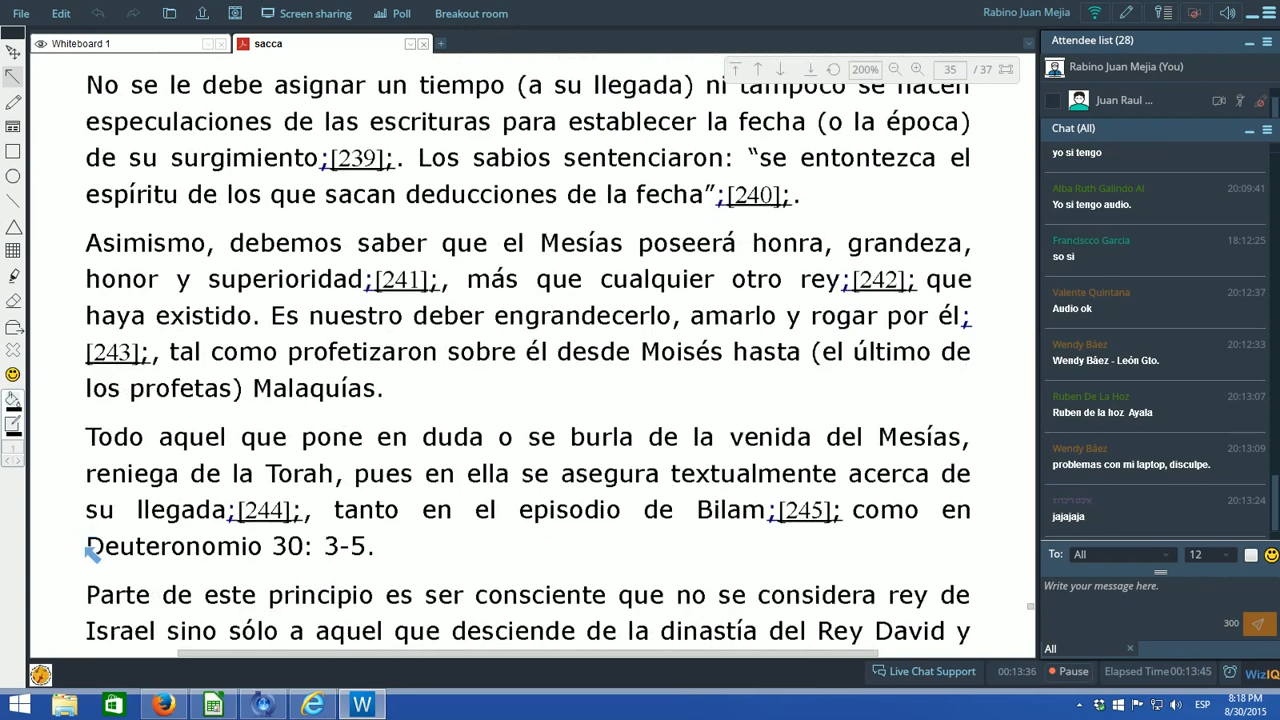 File Edit Screen sharing Poll Breakout room Rabino Juan Mejia
Whiteboard 1 sacca
200% 35 / 37
No se le debe asignar un tiempo (a su llegada) ni tampoco se hacen
especulaciones de las escrituras para establecer la fecha (o la época)
de su surgimiento;[239];. Los sabios sentenciaron: “se entontezca el
espíritu de los que sacan deducciones de la fecha”;[240];.
Asimismo, debemos saber que el Mesías poseerá honra, grandeza,
honor y superioridad;[241];, más que cualquier otro rey;[242]; que
haya existido. Es nuestro deber engrandecerlo, amarlo y rogar por él;
[243];, tal como profetizaron sobre él desde Moisés hasta (el último de
los profetas) Malaquías.
Todo aquel que pone en duda o se burla de la venida del Mesías,
reniega de la Torah, pues en ella se asegura textualmente acerca de
su llegada;[244];, tanto en el episodio de Bilam;[245]; como en
Deuteronomio 30: 3-5.
Parte de este principio es ser consciente que no se considera rey de
Israel sino sólo a aquel que desciende de la dinastía del Rey David y
Attendee list (28)
Rabino Juan Mejia (You)
Juan Raul ...
Chat (All)
yo si tengo
Alba Ruth Galindo Al 20:09:41
Yo si tengo audio.
Franciscco Garcia 18:12:25
so si
Valente Quintana 20:12:37
Audio ok
Wendy Báez 20:12:33
Wendy Báez - León Gto.
Ruben De La Hoz 20:13:07
Ruben de la hoz Ayala
Wendy Báez 20:13:09
problemas con mi laptop, disculpe.
20:13:24
jajajaja
To: All 12
Write your message here.
300
All
Live Chat Support 00:13:36 Pause Elapsed Time 00:13:45 WizIQ
ESP 8:18 PM
8/30/2015